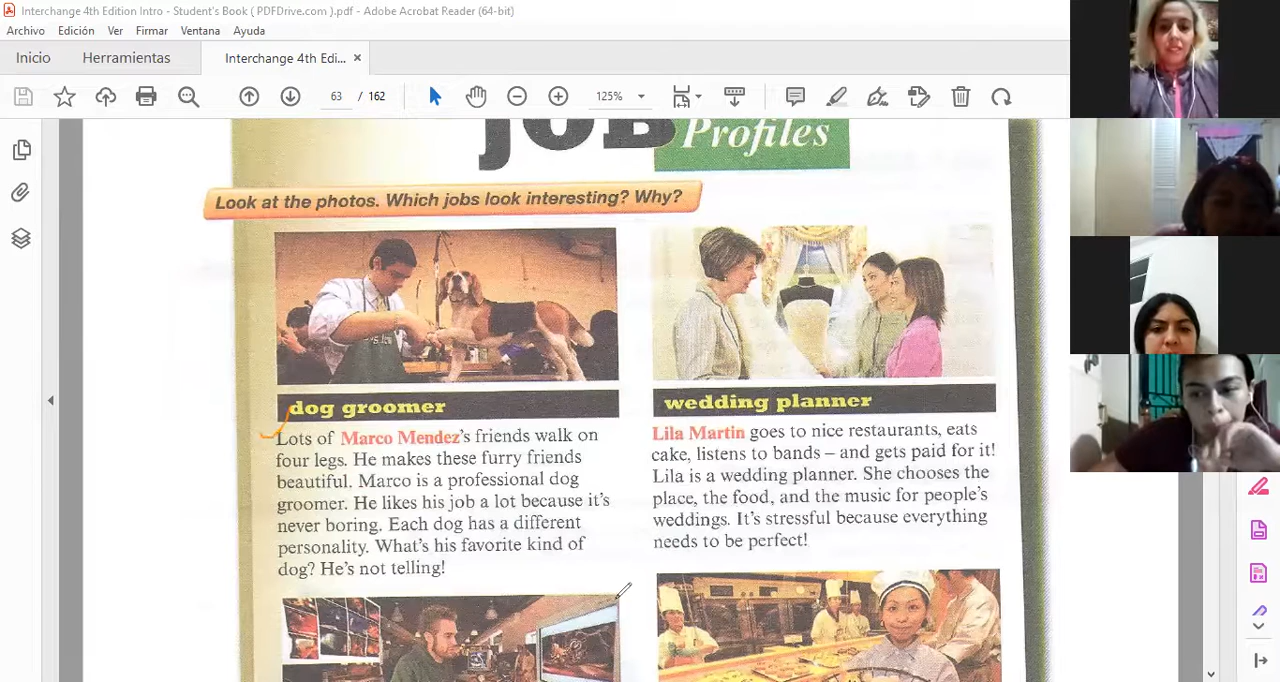 Interchange 4th Edition Intro - Student's Book ( PDFDrive.com ).pdf - Adobe Acrobat Reader (64-bit)
Archivo Edición Ver Firmar Ventana Ayuda
Inicio Herramientas Interchange 4th Edi... ×
63 / 162 125%
JOB Profiles
Look at the photos. Which jobs look interesting? Why?
dog groomer
Lots of Marco Mendez's friends walk on
four legs. He makes these furry friends
beautiful. Marco is a professional dog
groomer. He likes his job a lot because it's
never boring. Each dog has a different
personality. What's his favorite kind of
dog? He's not telling!
wedding planner
Lila Martin goes to nice restaurants, eats
cake, listens to bands – and gets paid for it!
Lila is a wedding planner. She chooses the
place, the food, and the music for people's
weddings. It's stressful because everything
needs to be perfect!